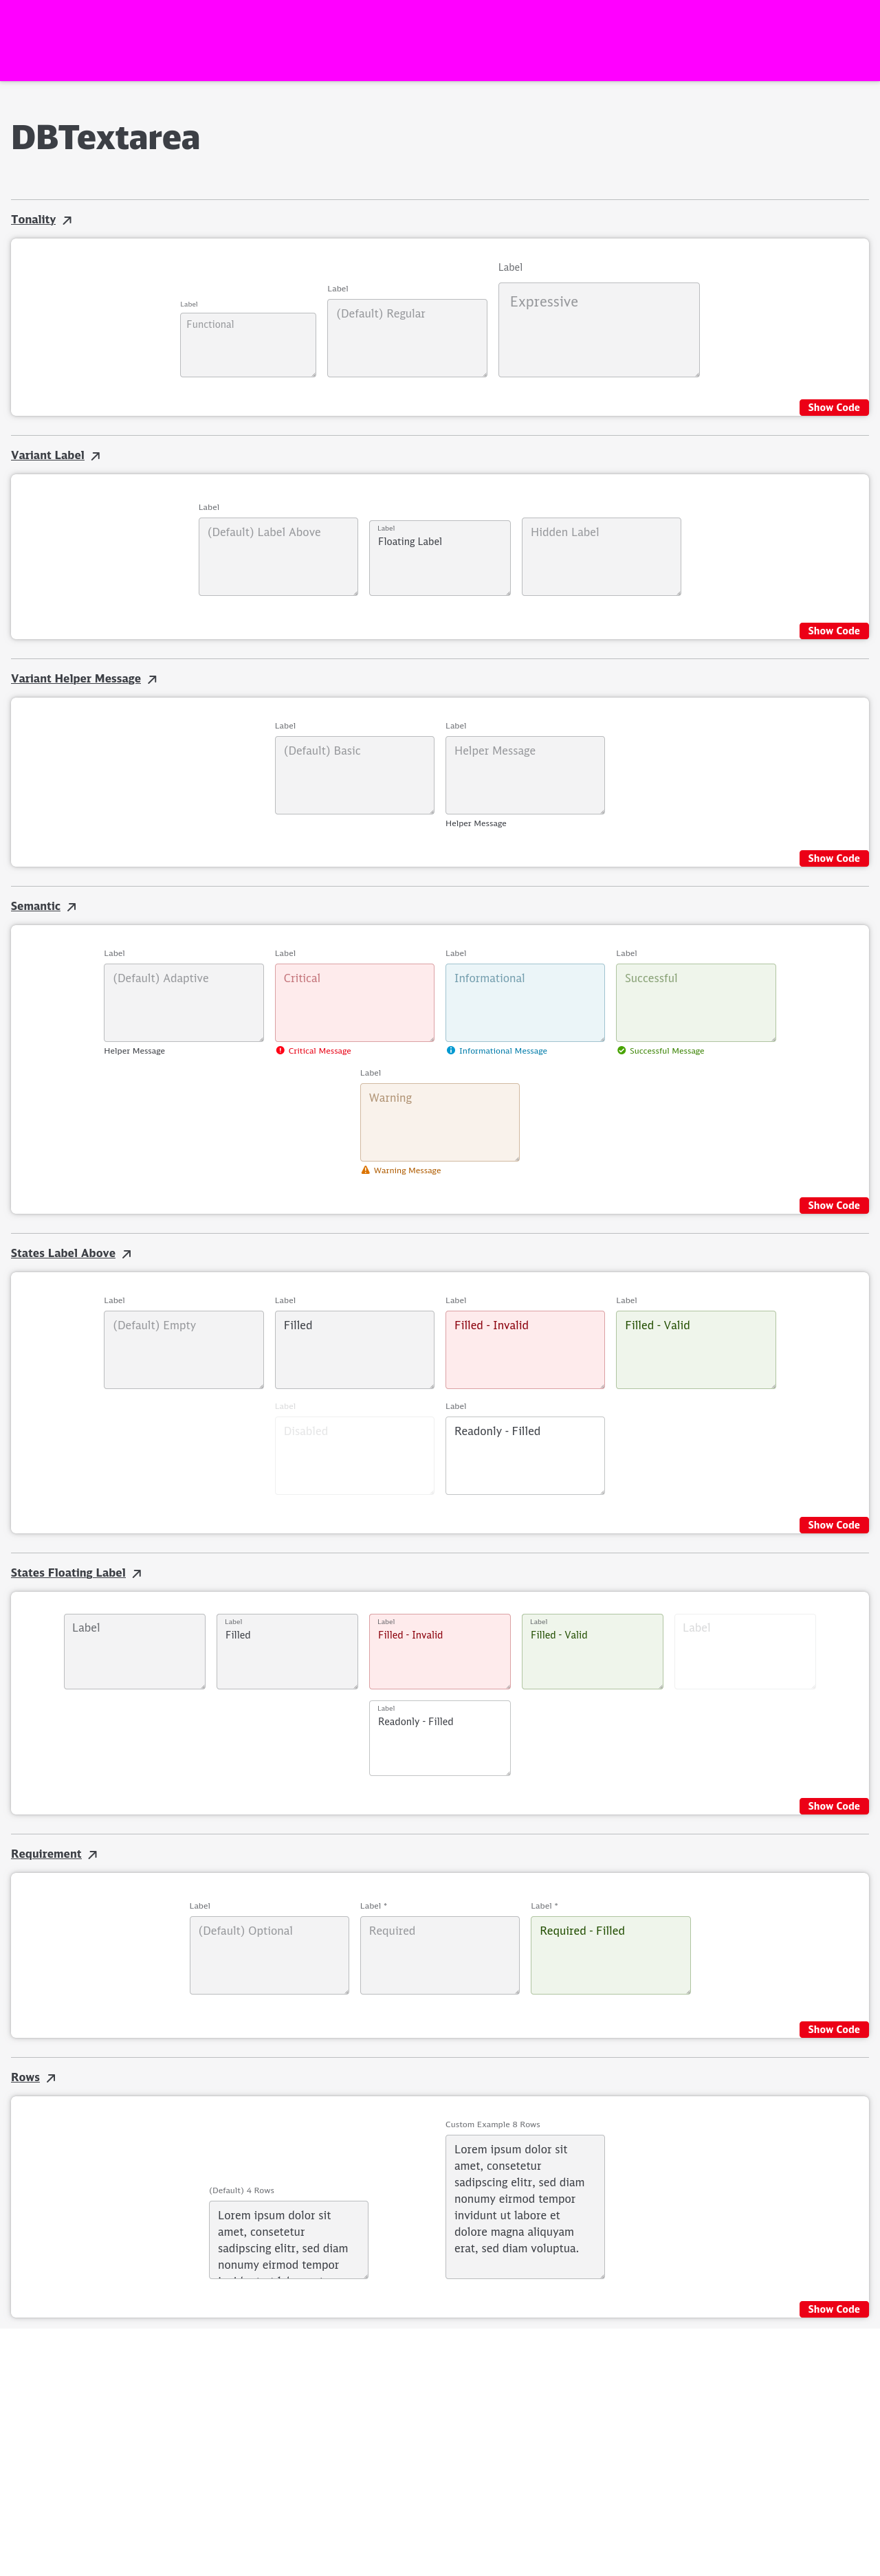 DBTextarea
Tonality
Label
Functional
Label
(Default) Regular
Label
Expressive
Show Code
Variant Label
Label
(Default) Label Above
Label
Floating Label
Hidden Label
Show Code
Variant Helper Message
Label
(Default) Basic
Label
Helper Message
Helper Message
Show Code
Semantic
Label
(Default) Adaptive
Helper Message
Label
Critical
Critical Message
Label
Informational
Informational Message
Label
Successful
Successful Message
Label
Warning
Warning Message
Show Code
States Label Above
Label
(Default) Empty
Label
Filled
Label
Filled - Invalid
Label
Filled - Valid
Label
Disabled
Label
Readonly - Filled
Show Code
States Floating Label
Label
Label
Filled
Label
Filled - Invalid
Label
Filled - Valid
Label
Label
Readonly - Filled
Show Code
Requirement
Label
(Default) Optional
Label *
Required
Label *
Required - Filled
Show Code
Rows
(Default) 4 Rows
Lorem ipsum dolor sit
amet, consetetur
sadipscing elitr, sed diam
nonumy eirmod tempor
Custom Example 8 Rows
Lorem ipsum dolor sit
amet, consetetur
sadipscing elitr, sed diam
nonumy eirmod tempor
invidunt ut labore et
dolore magna aliquyam
erat, sed diam voluptua.
Show Code